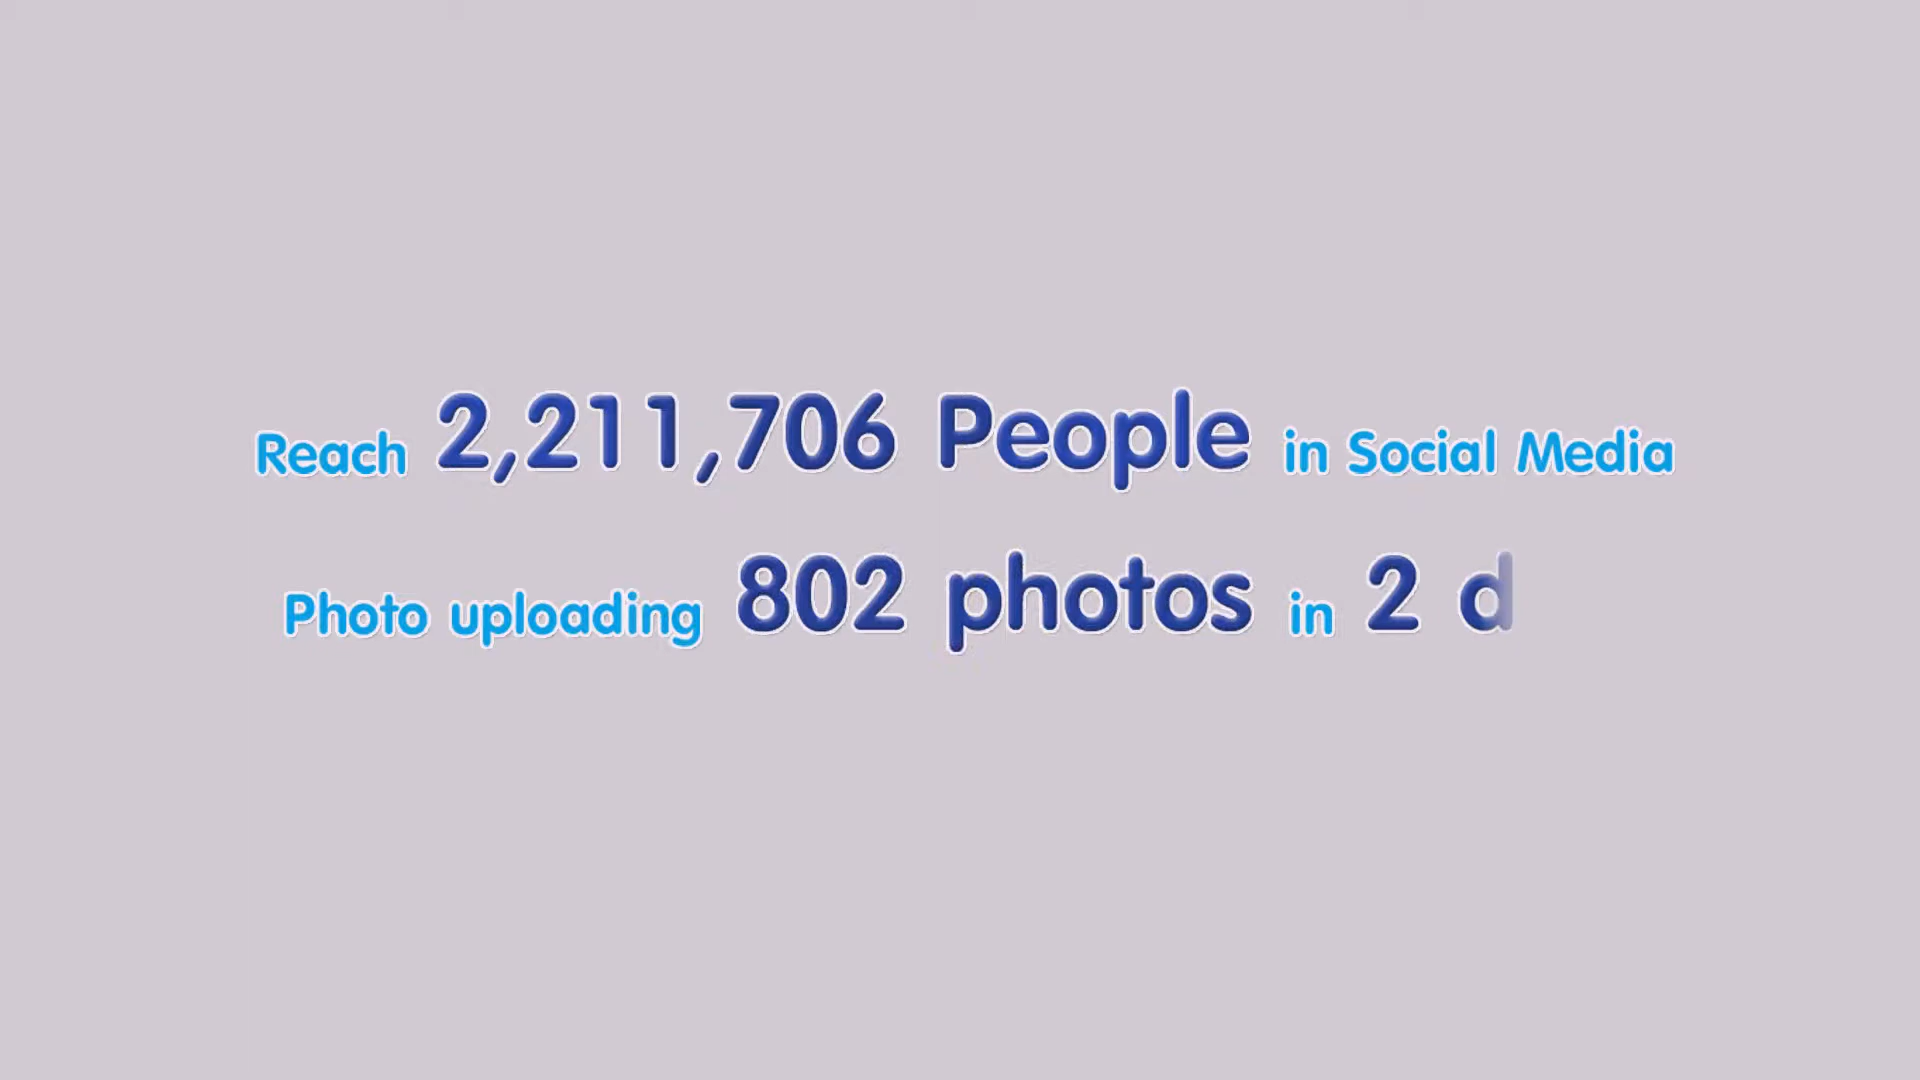 Reach 2,211,706 People in Social Media
Photo uploading 802 photos in 2 d